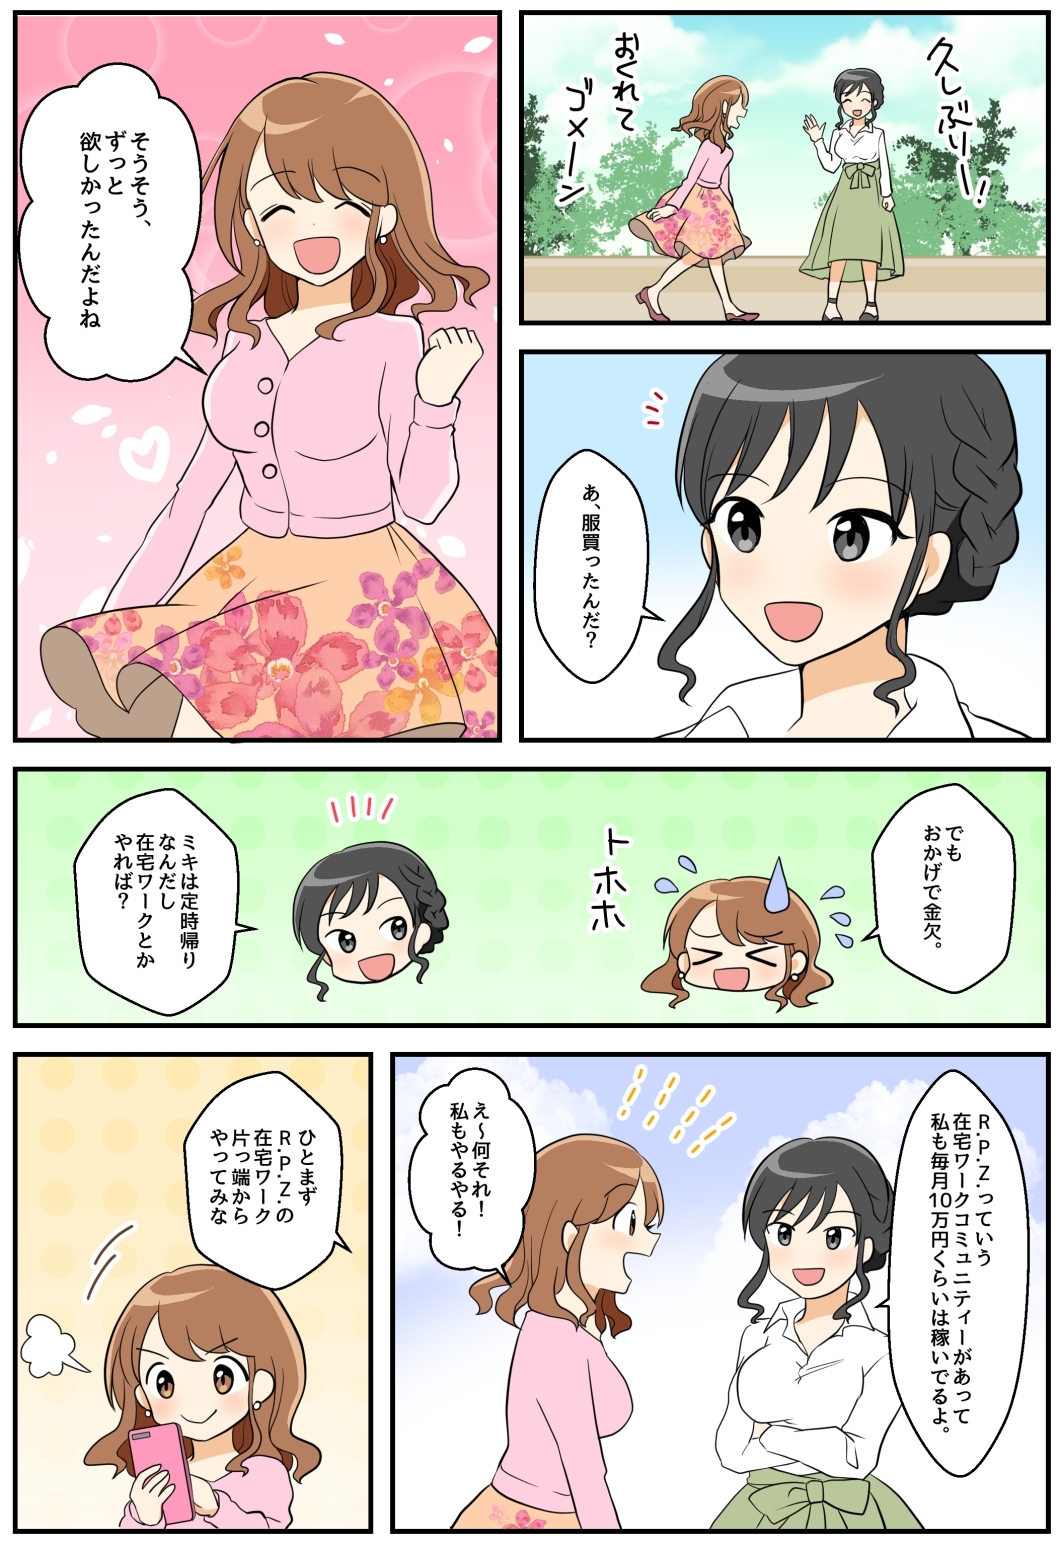 久しぶりー！
おくれて
ゴメーン
あ、服買ったんだ？
そうそう、
ずっと
欲しかったんだよね
でも
おかげで金欠。
トホホ
ミキは定時帰り
なんだし
在宅ワークとか
やれば？
R.P.Z.っていう
在宅ワークコミュニティーがあって
私も毎月10万円くらいは稼いでるよ。
え～何それ！
私もやるやる！
ひとまず
R.P.Z.の
在宅ワーク
片っ端から
やってみな